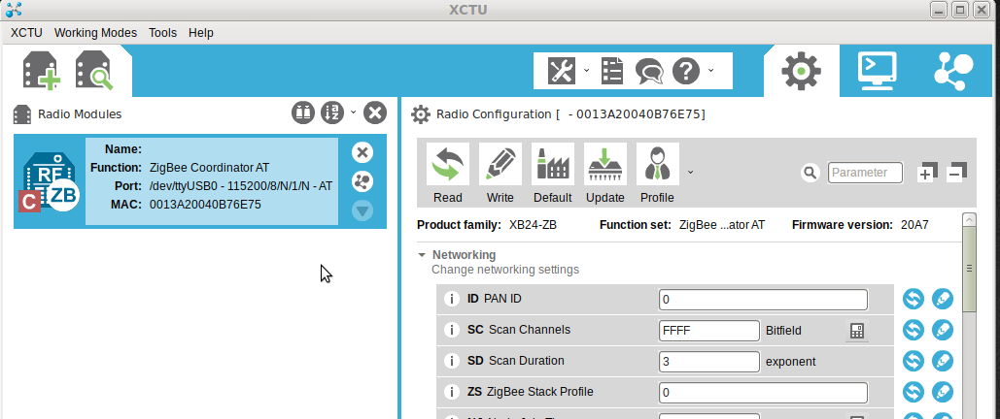 XCTU
XCTU Working Modes Tools Help
Radio Modules
RF
C ZB
Name:
Function: ZigBee Coordinator AT
Port: /dev/ttyUSB0 - 115200/8/N/1/N - AT
MAC: 0013A20040B76E75
Radio Configuration [ - 0013A20040B76E75]
Read Write Default Update Profile
Parameter
Product family: XB24-ZB Function set: ZigBee ...ator AT Firmware version: 20A7
Networking
Change networking settings
ID PAN ID 0
SC Scan Channels FFFF Bitfield
SD Scan Duration 3 exponent
ZS ZigBee Stack Profile 0